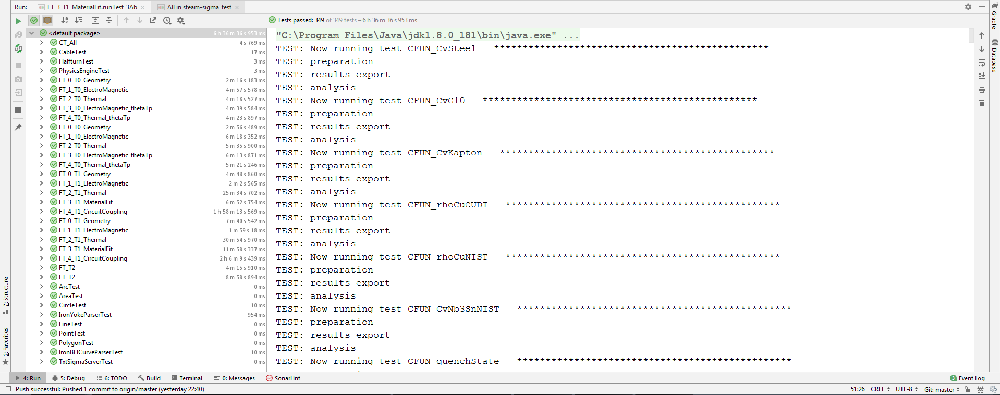 Run: FT_3_T1_MaterialFit.runTest_3Ab × All in steam-sigma_test ×
Tests passed: 349 of 349 tests – 6 h 36 m 36 s 953 ms
<default package> 6 h 36 m 36 s 953 ms
CT_All 4 s 769 ms
CableTest 17 ms
HalfturnTest 3 ms
PhysicsEngineTest 3 ms
FT_0_T0_Geometry 2 m 16 s 183 ms
FT_1_T0_ElectroMagnetic 4 m 57 s 578 ms
FT_2_T0_Thermal 4 m 18 s 527 ms
FT_3_T0_ElectroMagnetic_thetaTp 4 m 39 s 584 ms
FT_4_T0_Thermal_thetaTp 4 m 23 s 897 ms
FT_0_T0_Geometry 2 m 56 s 489 ms
FT_1_T0_ElectroMagnetic 6 m 18 s 352 ms
FT_2_T0_Thermal 5 m 35 s 900 ms
FT_3_T0_ElectroMagnetic_thetaTp 6 m 13 s 871 ms
FT_4_T0_Thermal_thetaTp 5 m 21 s 246 ms
FT_0_T1_Geometry 4 m 48 s 860 ms
FT_1_T1_ElectroMagnetic 2 m 2 s 565 ms
FT_2_T1_Thermal 25 m 34 s 702 ms
FT_3_T1_MaterialFit 6 m 52 s 754 ms
FT_4_T1_CircuitCoupling 1 h 58 m 13 s 569 ms
FT_0_T1_Geometry 7 m 40 s 542 ms
FT_1_T1_ElectroMagnetic 1 m 59 s 18 ms
FT_2_T1_Thermal 30 m 54 s 970 ms
FT_3_T1_MaterialFit 11 m 58 s 337 ms
FT_4_T1_CircuitCoupling 2 h 6 m 9 s 439 ms
FT_T2 4 m 15 s 910 ms
FT_T2 8 m 58 s 894 ms
ArcTest 0 ms
AreaTest 0 ms
CircleTest 10 ms
IronYokeParserTest 954 ms
LineTest 0 ms
PointTest 0 ms
PolygonTest 0 ms
IronBHCurveParserTest 10 ms
TxtSigmaServerTest 0 ms
"C:\Program Files\Java\jdk1.8.0_181\bin\java.exe" ...
TEST: Now running test CFUN_CvSteel ************************************************
TEST: preparation
TEST: results export
TEST: analysis
TEST: Now running test CFUN_CvG10 ************************************************
TEST: preparation
TEST: results export
TEST: analysis
TEST: Now running test CFUN_CvKapton ************************************************
TEST: preparation
TEST: results export
TEST: analysis
TEST: Now running test CFUN_rhoCuCUDI ************************************************
TEST: preparation
TEST: results export
TEST: analysis
TEST: Now running test CFUN_rhoCuNIST ************************************************
TEST: preparation
TEST: results export
TEST: analysis
TEST: Now running test CFUN_CvNb3SnNIST ************************************************
TEST: preparation
TEST: results export
TEST: analysis
TEST: Now running test CFUN_quenchState ************************************************
Gradle
Database
7: Structure
2: Favorites
4: Run 5: Debug 6: TODO Build Terminal 0: Messages SonarLint 3 Event Log
Push successful: Pushed 1 commit to origin/master (yesterday 22:40) 51:26 CRLF UTF-8 Git: master